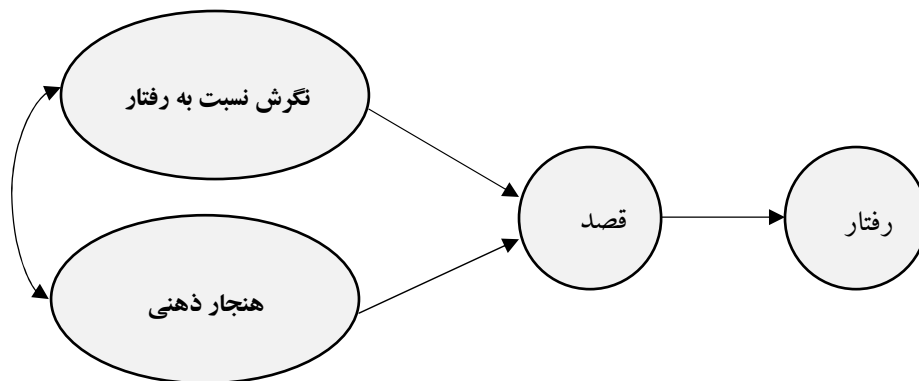 نگرش نسبت به رفتار
هنجار ذهنی
قصد
رفتار